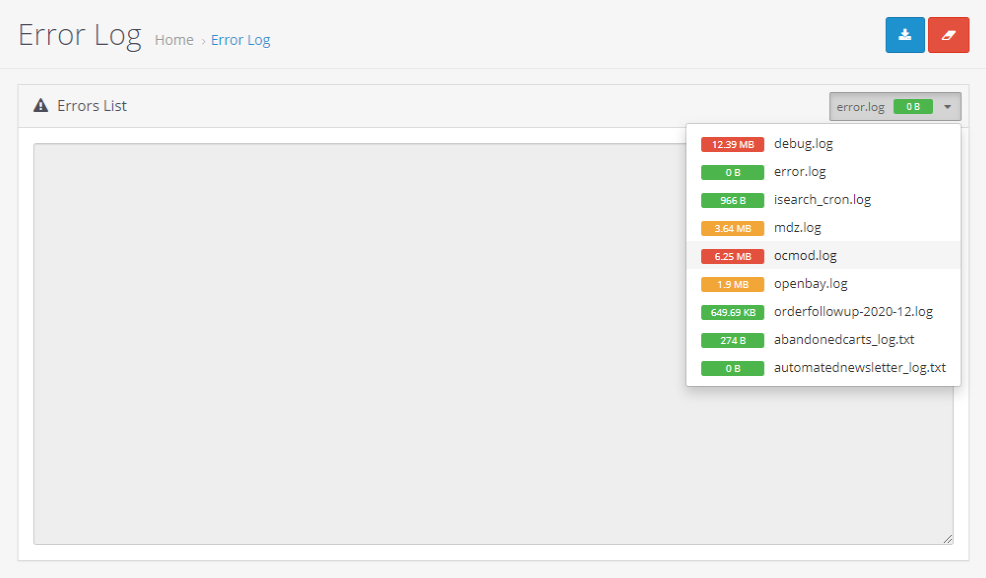 Error Log Home › Error Log
Errors List
error.log 0 B
12.39 MB debug.log
0 B error.log
966 B isearch_cron.log
3.64 MB mdz.log
6.25 MB ocmod.log
1.9 MB openbay.log
649.69 KB orderfollowup-2020-12.log
274 B abandonedcarts_log.txt
0 B automatednewsletter_log.txt